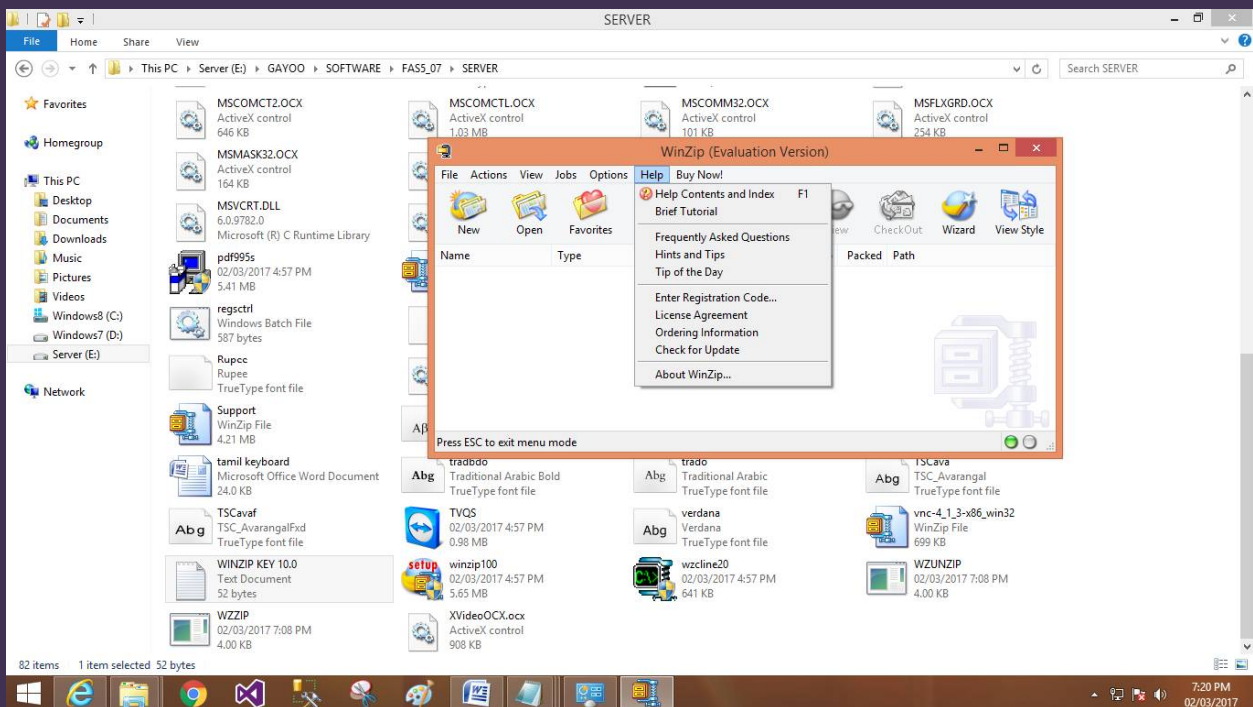 SERVER
File Home Share View
This PC Server (E:) GAYOO SOFTWARE FAS5_07 SERVER
Search SERVER
Favorites
Homegroup
This PC
Desktop
Documents
Downloads
Music
Pictures
Videos
Windows8 (C:)
Windows7 (D:)
Server (E:)
Network
MSCOMCT2.OCX
ActiveX control
646 KB
MSCOMCTL.OCX
ActiveX control
1.03 MB
MSCOMM32.OCX
ActiveX control
101 KB
MSFLXGRD.OCX
ActiveX control
254 KB
MSMASK32.OCX
ActiveX control
164 KB
MSVCRT.DLL
6.0.9782.0
Microsoft (R) C Runtime Library
pdf995s
02/03/2017 4:57 PM
5.41 MB
regsctrl
Windows Batch File
587 bytes
Rupee
Rupee
TrueType font file
Support
WinZip File
4.21 MB
WinZip (Evaluation Version)
File Actions View Jobs Options Help Buy Now!
New Open Favorites CheckOut Wizard View Style
Name Type Packed Path
Help Contents and Index F1
Brief Tutorial
Frequently Asked Questions
Hints and Tips
Tip of the Day
Enter Registration Code...
License Agreement
Ordering Information
Check for Update
About WinZip...
Press ESC to exit menu mode
tamil keyboard
Microsoft Office Word Document
24.0 KB
Abg
tradbdo
Traditional Arabic Bold
TrueType font file
Abg
trado
Traditional Arabic
TrueType font file
Abg
TSCava
TSC_Avarangal
TrueType font file
Abg
TSCavaf
TSC_AvarangalFxd
TrueType font file
TVQS
02/03/2017 4:57 PM
0.98 MB
Abg
verdana
Verdana
TrueType font file
vnc-4_1_3-x86_win32
WinZip File
699 KB
WINZIP KEY 10.0
Text Document
52 bytes
setup
winzip100
02/03/2017 4:57 PM
5.65 MB
wzcline20
02/03/2017 4:57 PM
641 KB
WZUNZIP
02/03/2017 7:08 PM
4.00 KB
WZZIP
02/03/2017 7:08 PM
4.00 KB
XVideoOCX.ocx
ActiveX control
908 KB
82 items 1 item selected 52 bytes
7:20 PM
02/03/2017